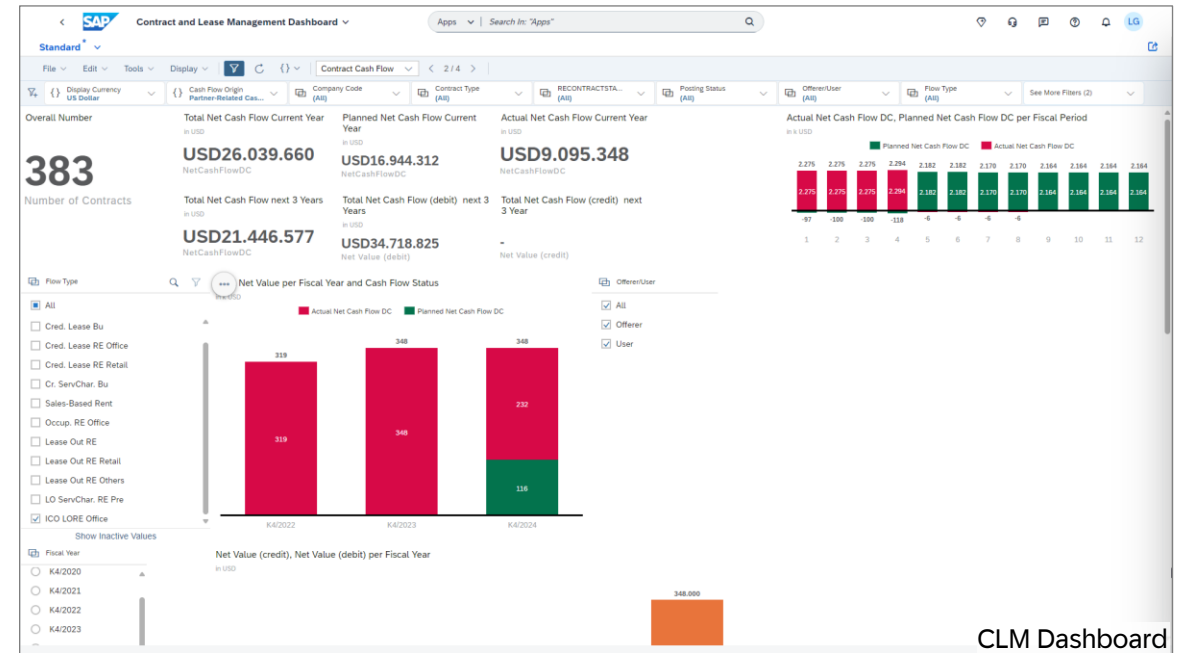 SAP Contract and Lease Management Dashboard Apps Search In: "Apps" LG
Standard *
File Edit Tools Display {} Contract Cash Flow 2/4
{} Display Currency {} Cash Flow Origin Company Code Contract Type RECONTRACTSTA... Posting Status Offerer/User Flow Type See More Filters (2)
US Dollar Partner-Related Cas... (All) (All) (All) (All) (All) (All)
Overall Number
383
Number of Contracts
Total Net Cash Flow Current Year
in USD
USD26.039.660
NetCashFlowDC
Planned Net Cash Flow Current
Year
in USD
USD16.944.312
NetCashFlowDC
Actual Net Cash Flow Current Year
in USD
USD9.095.348
NetCashFlowDC
Total Net Cash Flow next 3 Years
in USD
USD21.446.577
NetCashFlowDC
Total Net Cash Flow (debit) next 3
Years
in USD
USD34.718.825
Net Value (debit)
Total Net Cash Flow (credit) next
3 Year
-
Net Value (credit)
Actual Net Cash Flow DC, Planned Net Cash Flow DC per Fiscal Period
in k USD
Planned Net Cash Flow DC Actual Net Cash Flow DC
2.275 2.275 2.275 2.294 2.182 2.182 2.170 2.170 2.164 2.164 2.164 2.164
2.275 2.275 2.275 2.294 2.182 2.182 2.170 2.170 2.164 2.164 2.164 2.164
-97 -100 -100 -118 -6 -6 -6 -6
1 2 3 4 5 6 7 8 9 10 11 12
Flow Type
All
Cred. Lease Bu
Cred. Lease RE Office
Cred. Lease RE Retail
Cr. ServChar. Bu
Sales-Based Rent
Occup. RE Office
Lease Out RE
Lease Out RE Retail
Lease Out RE Others
LO ServChar. RE Pre
ICO LORE Office
Show Inactive Values
Net Value per Fiscal Year and Cash Flow Status
USD
Actual Net Cash Flow DC Planned Net Cash Flow DC
319 348 348
319 348 232
116
K4/2022 K4/2023 K4/2024
Offerer/User
All
Offerer
User
Fiscal Year
K4/2020
K4/2021
K4/2022
K4/2023
Net Value (credit), Net Value (debit) per Fiscal Year
in USD
348.000
CLM Dashboard